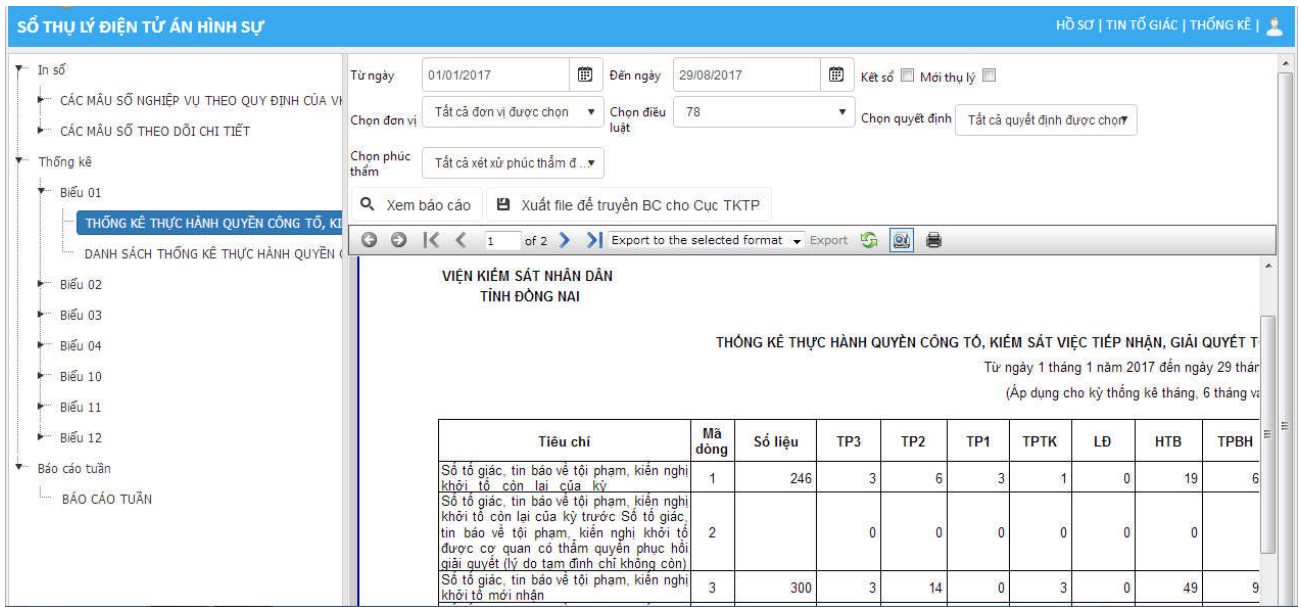 SỔ THỤ LÝ ĐIỆN TỬ ÁN HÌNH SỰ
HỒ SƠ | TIN TỐ GIÁC | THỐNG KÊ |
In sổ
CÁC MẪU SỔ NGHIỆP VỤ THEO QUY ĐỊNH CỦA
CÁC MẪU SỔ THEO DÕI CHI TIẾT
Thống kê
Biểu 01
THỐNG KÊ THỰC HÀNH QUYỀN CÔNG TỐ,
DANH SÁCH THỐNG KÊ THỰC HÀNH QUYỀN
Biểu 02
Biểu 03
Biểu 04
Biểu 10
Biểu 11
Biểu 12
Báo cáo tuần
BÁO CÁO TUẦN
Từ ngày 01/01/2017 Đến ngày 29/08/2017 Kết sổ Mới thụ lý
Chọn đơn vị Tất cả đơn vị được chọn Chọn điều luật 78 Chọn quyết định Tất cả quyết định được chọn
Chọn phúc thẩm Tất cả xét xử phúc thẩm đ ...
Xem báo cáo Xuất file để truyền BC cho Cục TKTP
1 of 2 Export to the selected format Export
VIỆN KIỂM SÁT NHÂN DÂN
TỈNH ĐỒNG NAI
THỐNG KÊ THỰC HÀNH QUYỀN CÔNG TỐ, KIỂM SÁT VIỆC TIẾP NHẬN, GIẢI QUYẾT
Từ ngày 1 tháng 1 năm 2017 đến ngày 29
(Áp dụng cho kỳ thống kê tháng, 6 tháng
Tiêu chí Mã dòng Số liệu TP3 TP2 TP1 TPTK LĐ HTB TPBH
Số tố giác, tin báo về tội phạm, kiến nghị
khởi tố còn lại của kỳ 1 246 3 6 3 1 0 19 6
Số tố giác, tin báo về tội phạm, kiến nghị
khởi tố còn lại của kỳ trước Số tố giác,
tin báo về tội phạm, kiến nghị khởi tố
được cơ quan có thẩm quyền phục hồi
giải quyết (lý do tạm đình chỉ không còn) 2 0 0 0 0 0 0
Số tố giác, tin báo về tội phạm, kiến nghị
khởi tố mới nhận 3 300 3 14 0 3 0 49 9